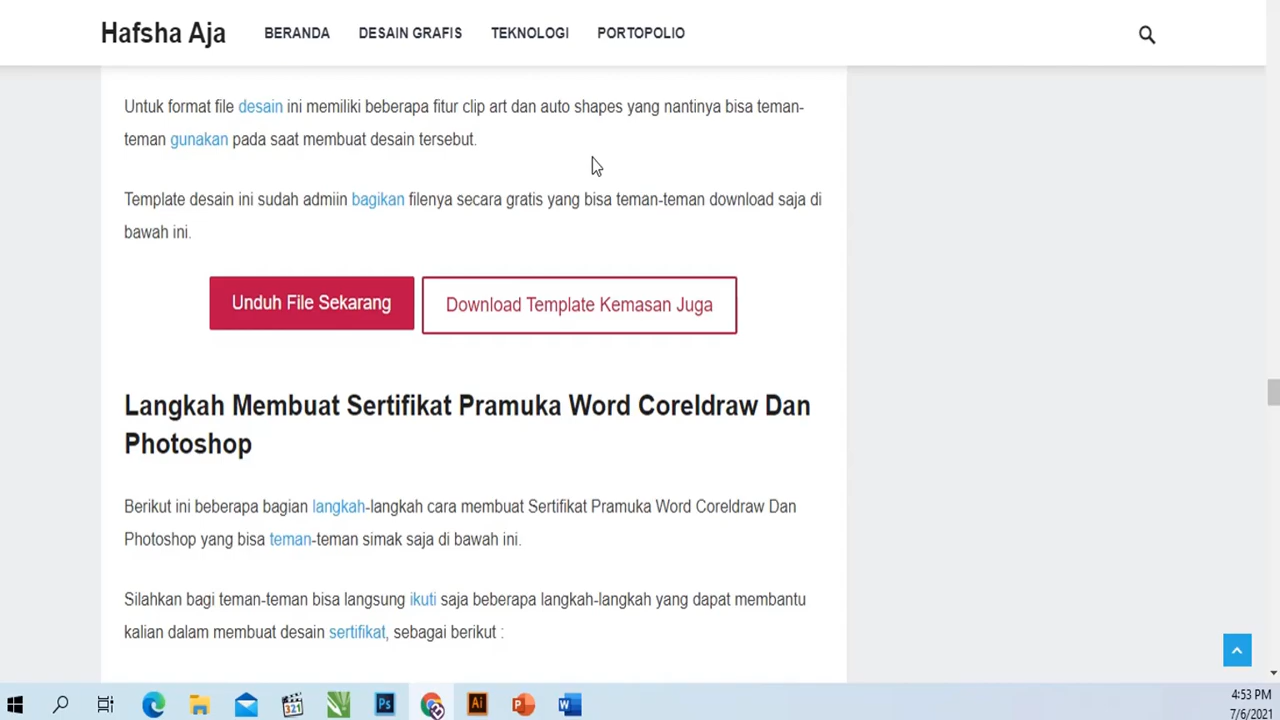 Hafsha Aja BERANDA DESAIN GRAFIS TEKNOLOGI PORTOPOLIO
Untuk format file desain ini memiliki beberapa fitur clip art dan auto shapes yang nantinya bisa teman-
teman gunakan pada saat membuat desain tersebut.
Template desain ini sudah admiin bagikan filenya secara gratis yang bisa teman-teman download saja di
bawah ini.
Unduh File Sekarang Download Template Kemasan Juga
Langkah Membuat Sertifikat Pramuka Word Coreldraw Dan
Photoshop
Berikut ini beberapa bagian langkah-langkah cara membuat Sertifikat Pramuka Word Coreldraw Dan
Photoshop yang bisa teman-teman simak saja di bawah ini.
Silahkan bagi teman-teman bisa langsung ikuti saja beberapa langkah-langkah yang dapat membantu
kalian dalam membuat desain sertifikat, sebagai berikut :
321 Ps Ai P W
4:53 PM
7/6/2021